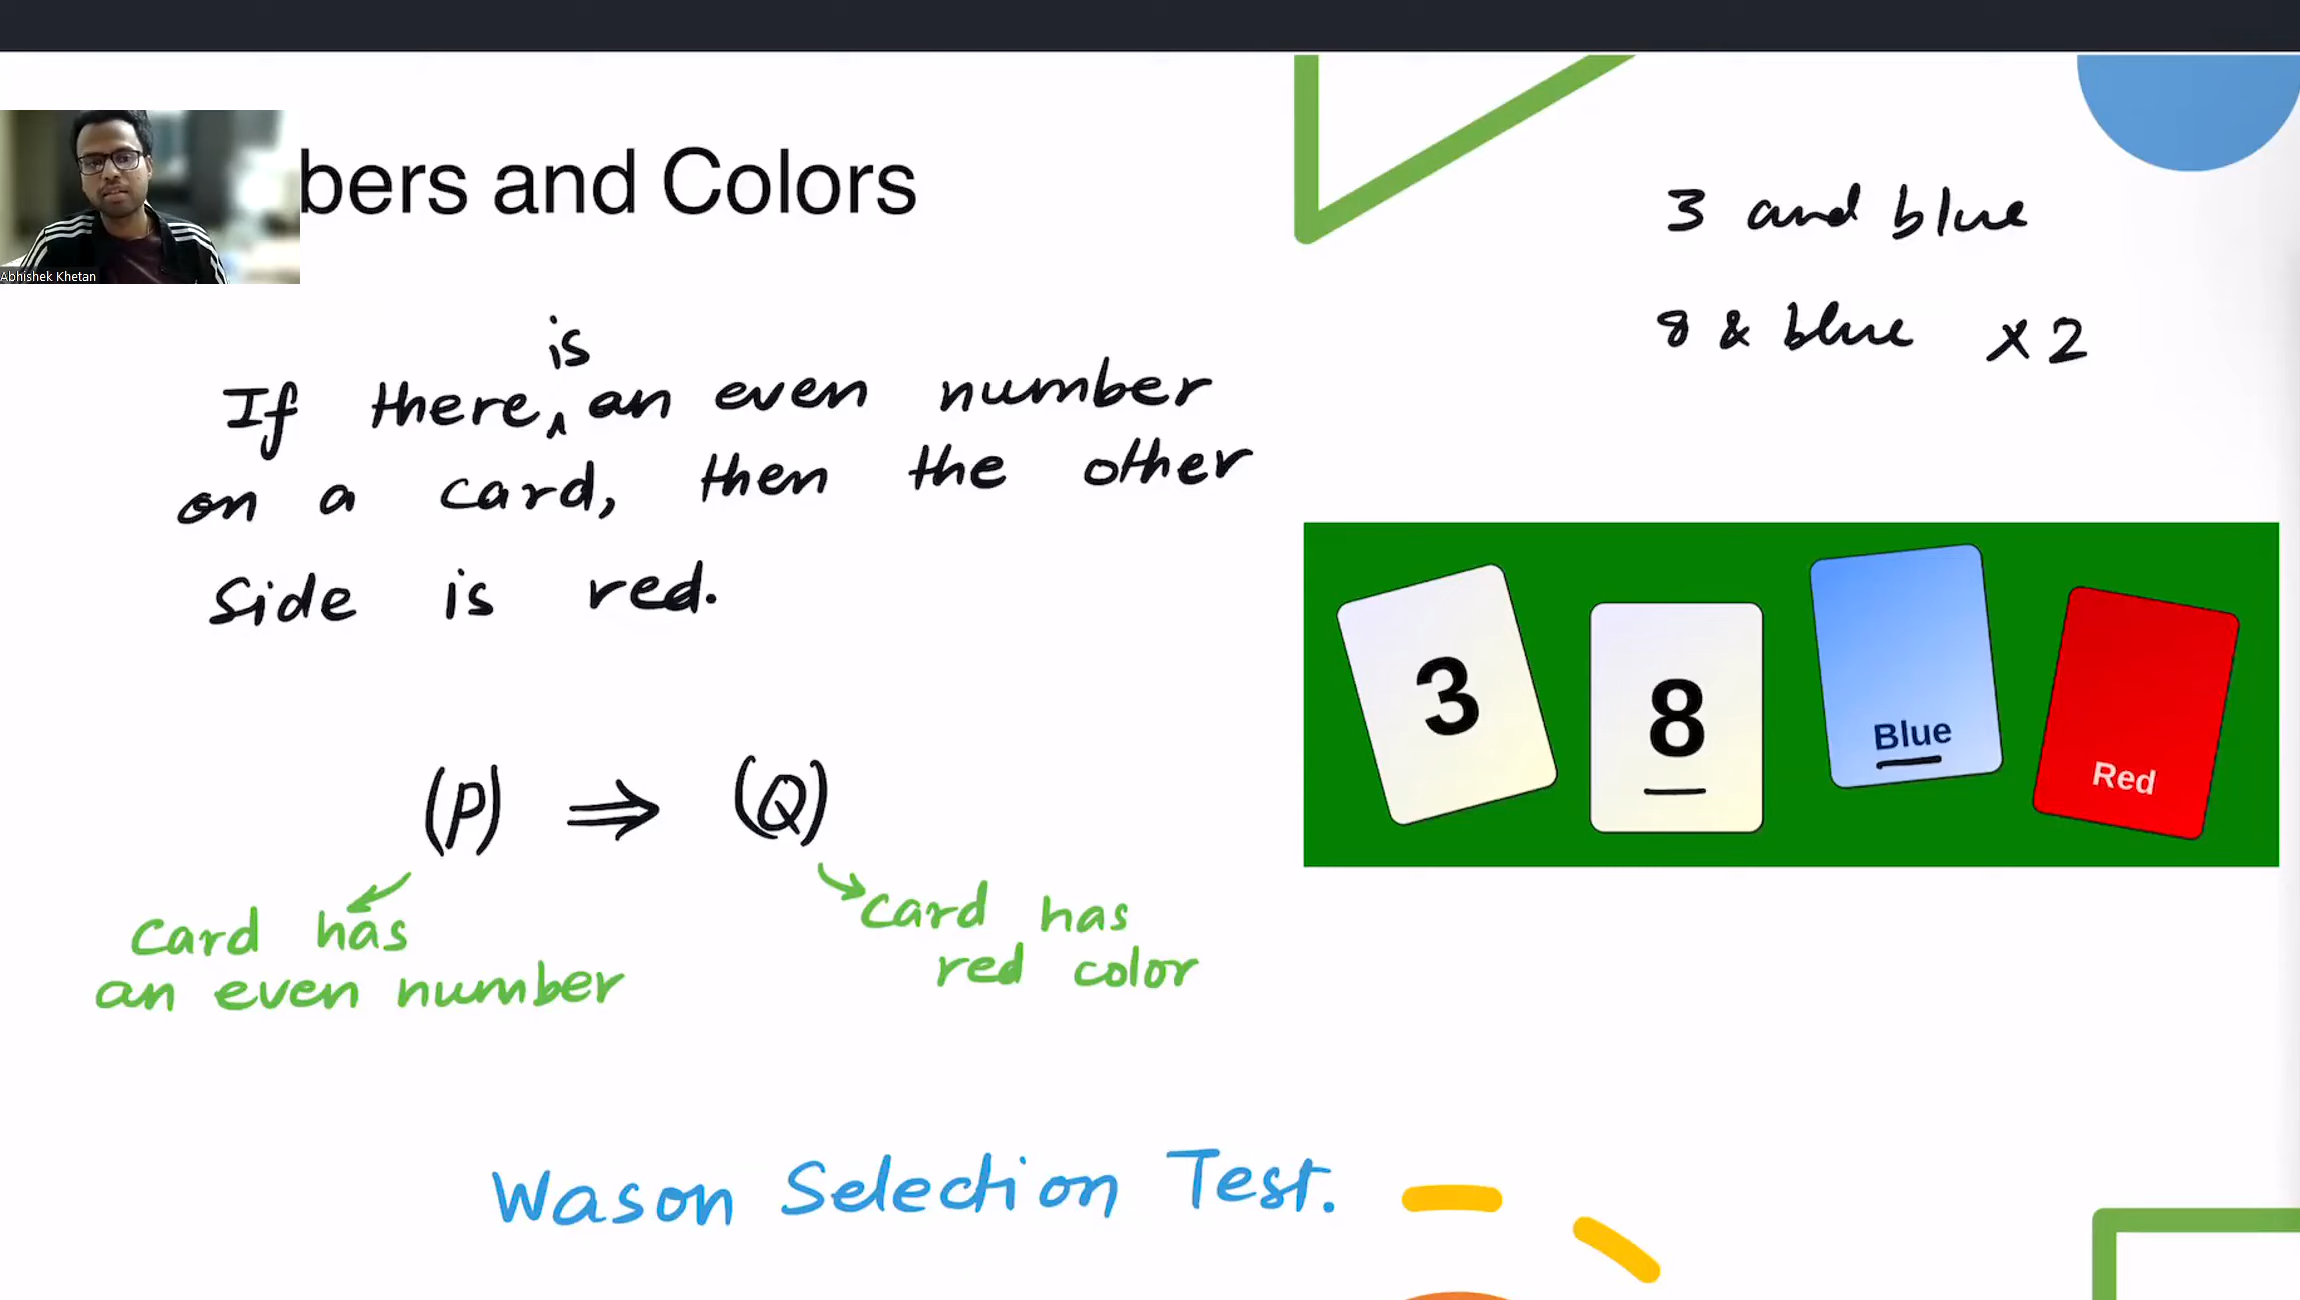 bers and Colors
Abhishek Khetan
3 and blue
8 & blue x 2
is
If there ʌ an even number
on a card, then the other
side is red.
3
8
Blue
Red
(P) ⇒ (Q)
card has
an even number
card has
red color
Wason Selection Test.